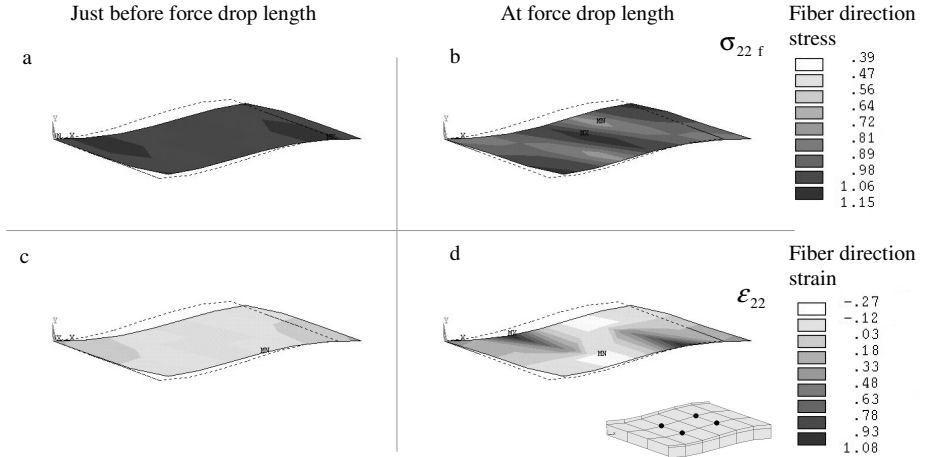 Just before force drop length
At force drop length
Fiber direction
stress
a
b
σ22 f
.39
.47
.56
.64
.72
.81
.89
.98
1.06
1.15
Y
X
MN
MX
Y
X
c
d
Fiber direction
strain
ε22
-.27
-.12
.03
.18
.33
.48
.63
.78
.93
1.08
Y
X
X
MN
Y
X
MX
MN